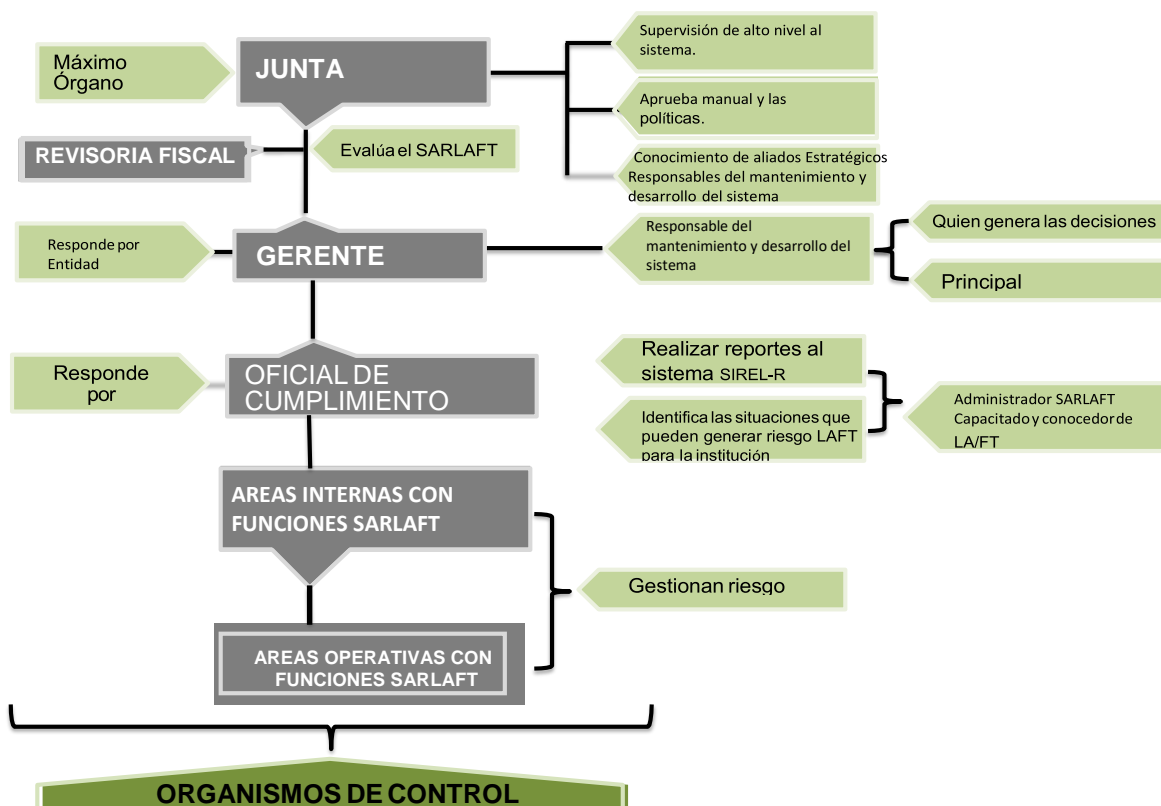 Máximo
Órgano
JUNTA
Supervisión de alto nivel al
sistema.
Aprueba manual y las
políticas.
Conocimiento de aliados Estratégicos
Responsables del mantenimiento y
desarrollo del sistema
REVISORIA FISCAL
Evalúa el SARLAFT
Responde por
Entidad
GERENTE
Responsable del
mantenimiento y desarrollo del
sistema
Quien genera las decisiones
Principal
Responde
por
OFICIAL DE
CUMPLIMIENTO
Realizar reportes al
sistema SIREL-R
Identifica las situaciones que
pueden generar riesgo LAFT
para la institución
Administrador SARLAFT
Capacitado y conocedor de
LA/FT
AREAS INTERNAS CON
FUNCIONES SARLAFT
Gestionan riesgo
AREAS OPERATIVAS CON
FUNCIONES SARLAFT
ORGANISMOS DE CONTROL